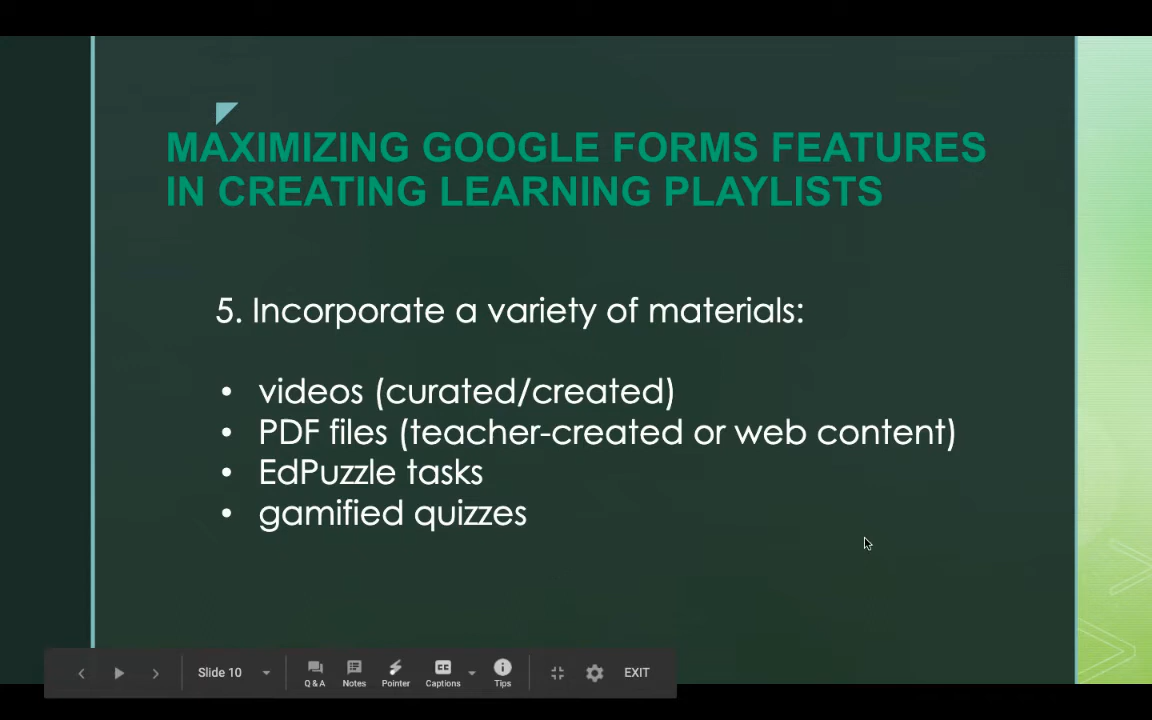 MAXIMIZING GOOGLE FORMS FEATURES
IN CREATING LEARNING PLAYLISTS
5. Incorporate a variety of materials:
• videos (curated/created)
• PDF files (teacher-created or web content)
• EdPuzzle tasks
• gamified quizzes
Slide 10
Q & A
Notes
Pointer
Captions
Tips
EXIT